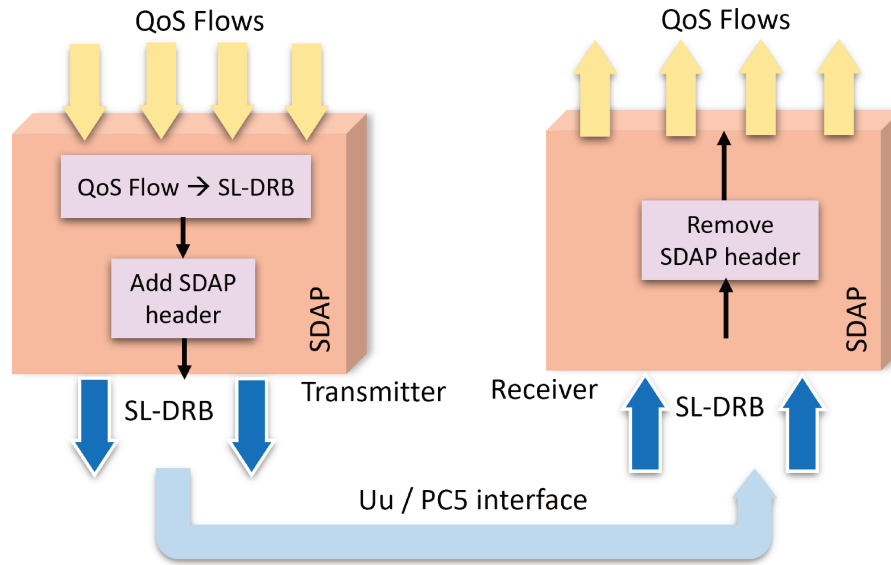 QoS Flows
QoS Flow → SL-DRB
Add SDAP
header
SDAP
SL-DRB
Transmitter
QoS Flows
Remove
SDAP header
SDAP
Receiver
SL-DRB
Uu / PC5 interface